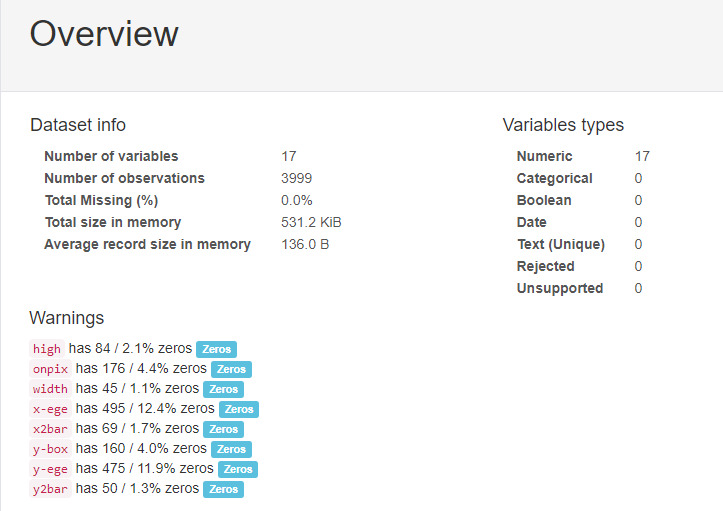 Overview
Dataset info
Number of variables 17
Number of observations 3999
Total Missing (%) 0.0%
Total size in memory 531.2 KiB
Average record size in memory 136.0 B
Variables types
Numeric 17
Categorical 0
Boolean 0
Date 0
Text (Unique) 0
Rejected 0
Unsupported 0
Warnings
high has 84 / 2.1% zeros Zeros
onpix has 176 / 4.4% zeros Zeros
width has 45 / 1.1% zeros Zeros
x-ege has 495 / 12.4% zeros Zeros
x2bar has 69 / 1.7% zeros Zeros
y-box has 160 / 4.0% zeros Zeros
y-ege has 475 / 11.9% zeros Zeros
y2bar has 50 / 1.3% zeros Zeros